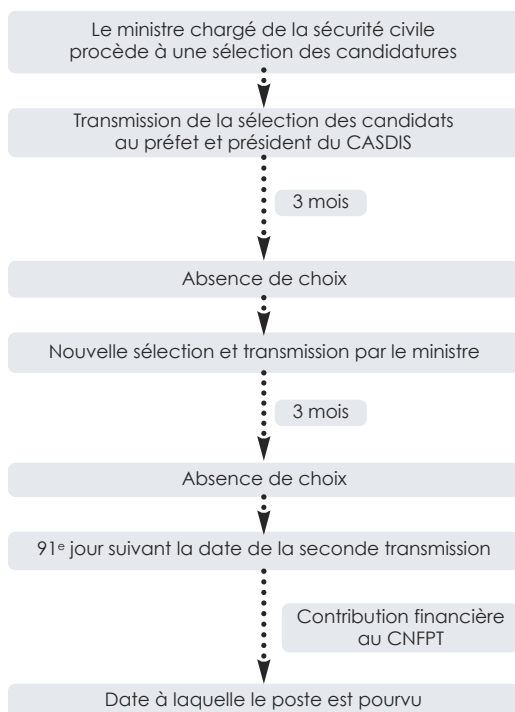 Le ministre chargé de la sécurité civile
procède à une sélection des candidatures
Transmission de la sélection des candidats
au préfet et président du CASDIS
3 mois
Absence de choix
Nouvelle sélection et transmission par le ministre
3 mois
Absence de choix
91e jour suivant la date de la seconde transmission
Contribution financière
au CNFPT
Date à laquelle le poste est pourvu